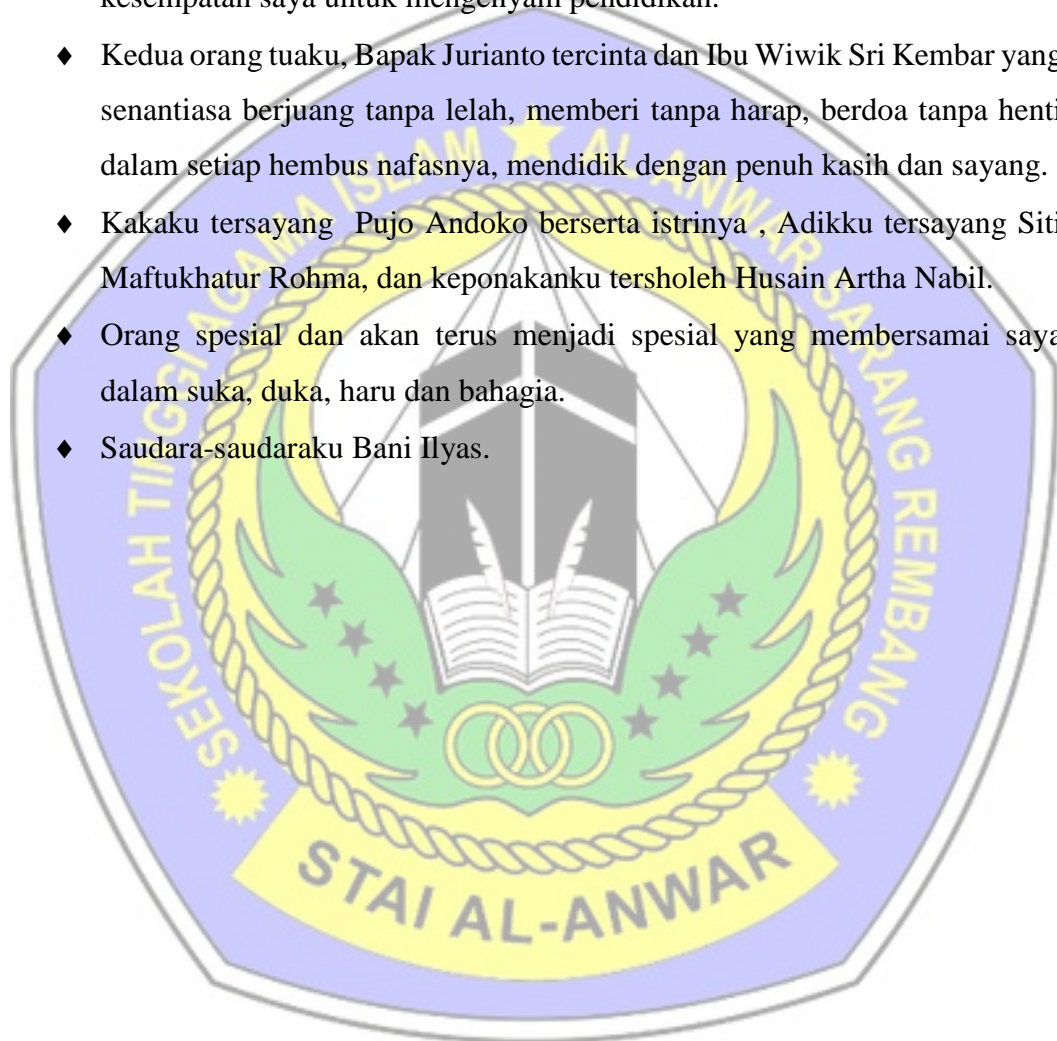 kesempatan saya untuk mengenyam pendidikan.
♦ Kedua orang tuaku, Bapak Jurianto tercinta dan Ibu Wiwik Sri Kembar yang
senantiasa berjuang tanpa lelah, memberi tanpa harap, berdoa tanpa henti
dalam setiap hembus nafasnya, mendidik dengan penuh kasih dan sayang.
♦ Kakaku tersayang Pujo Andoko berserta istrinya , Adikku tersayang Siti
Maftukhatur Rohma, dan keponakanku tersholeh Husain Artha Nabil.
♦ Orang spesial dan akan terus menjadi spesial yang membersamai saya
dalam suka, duka, haru dan bahagia.
♦ Saudara-saudaraku Bani Ilyas.
SEKOLAH TINGGI AGAMA ISLAM AL-ANWAR SARANG REMBANG
STAI AL-ANWAR